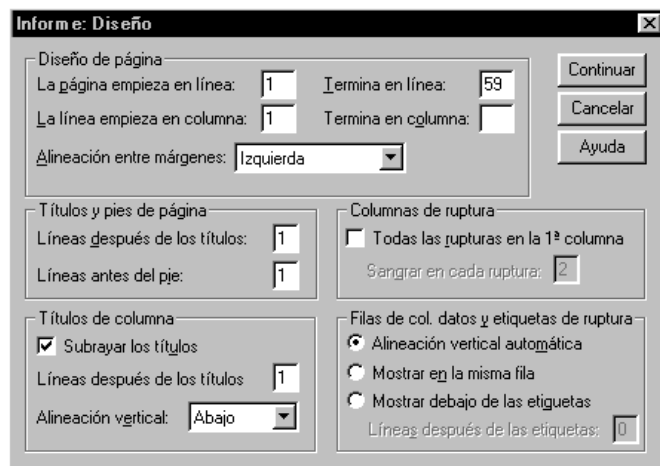 Informe: Diseño
Diseño de página
La página empieza en línea: 1 Termina en línea: 59
La línea empieza en columna: 1 Termina en columna:
Alineación entre márgenes: Izquierda
Continuar
Cancelar
Ayuda
Títulos y pies de página
Líneas después de los títulos: 1
Líneas antes del pie: 1
Columnas de ruptura
Todas las rupturas en la 1ª columna
Sangrar en cada ruptura: 2
Títulos de columna
Subrayar los títulos
Líneas después de los títulos 1
Alineación vertical: Abajo
Filas de col. datos y etiquetas de ruptura
Alineación vertical automática
Mostrar en la misma fila
Mostrar debajo de las etiguetas
Líneas después de las etiquetas: 0